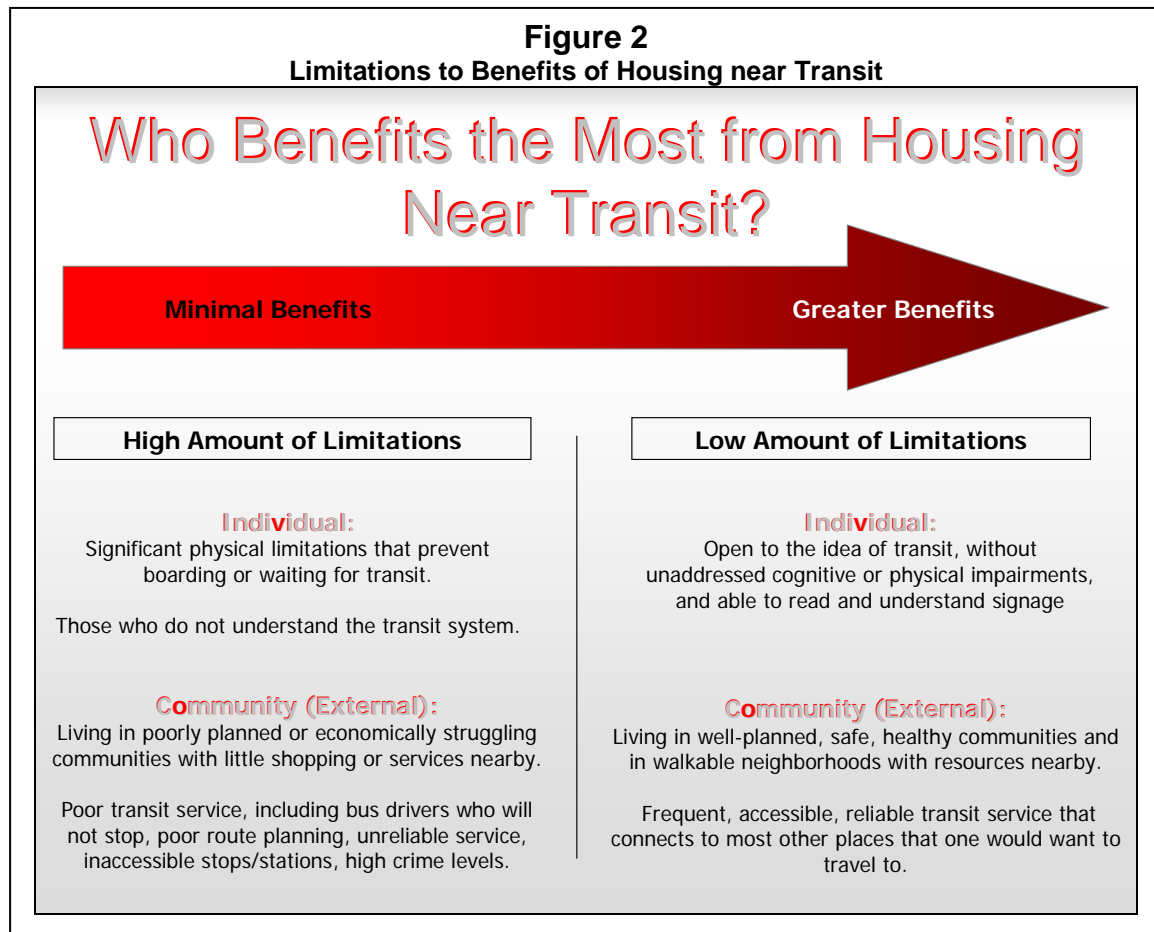 Figure 2
Limitations to Benefits of Housing near Transit
Who Benefits the Most from Housing
Near Transit?
Minimal Benefits
Greater Benefits
High Amount of Limitations
Individual:
Significant physical limitations that prevent
boarding or waiting for transit.
Those who do not understand the transit system.
Community (External):
Living in poorly planned or economically struggling
communities with little shopping or services nearby.
Poor transit service, including bus drivers who will
not stop, poor route planning, unreliable service,
inaccessible stops/stations, high crime levels.
Low Amount of Limitations
Individual:
Open to the idea of transit, without
unaddressed cognitive or physical impairments,
and able to read and understand signage
Community (External):
Living in well-planned, safe, healthy communities and
in walkable neighborhoods with resources nearby.
Frequent, accessible, reliable transit service that
connects to most other places that one would want to
travel to.